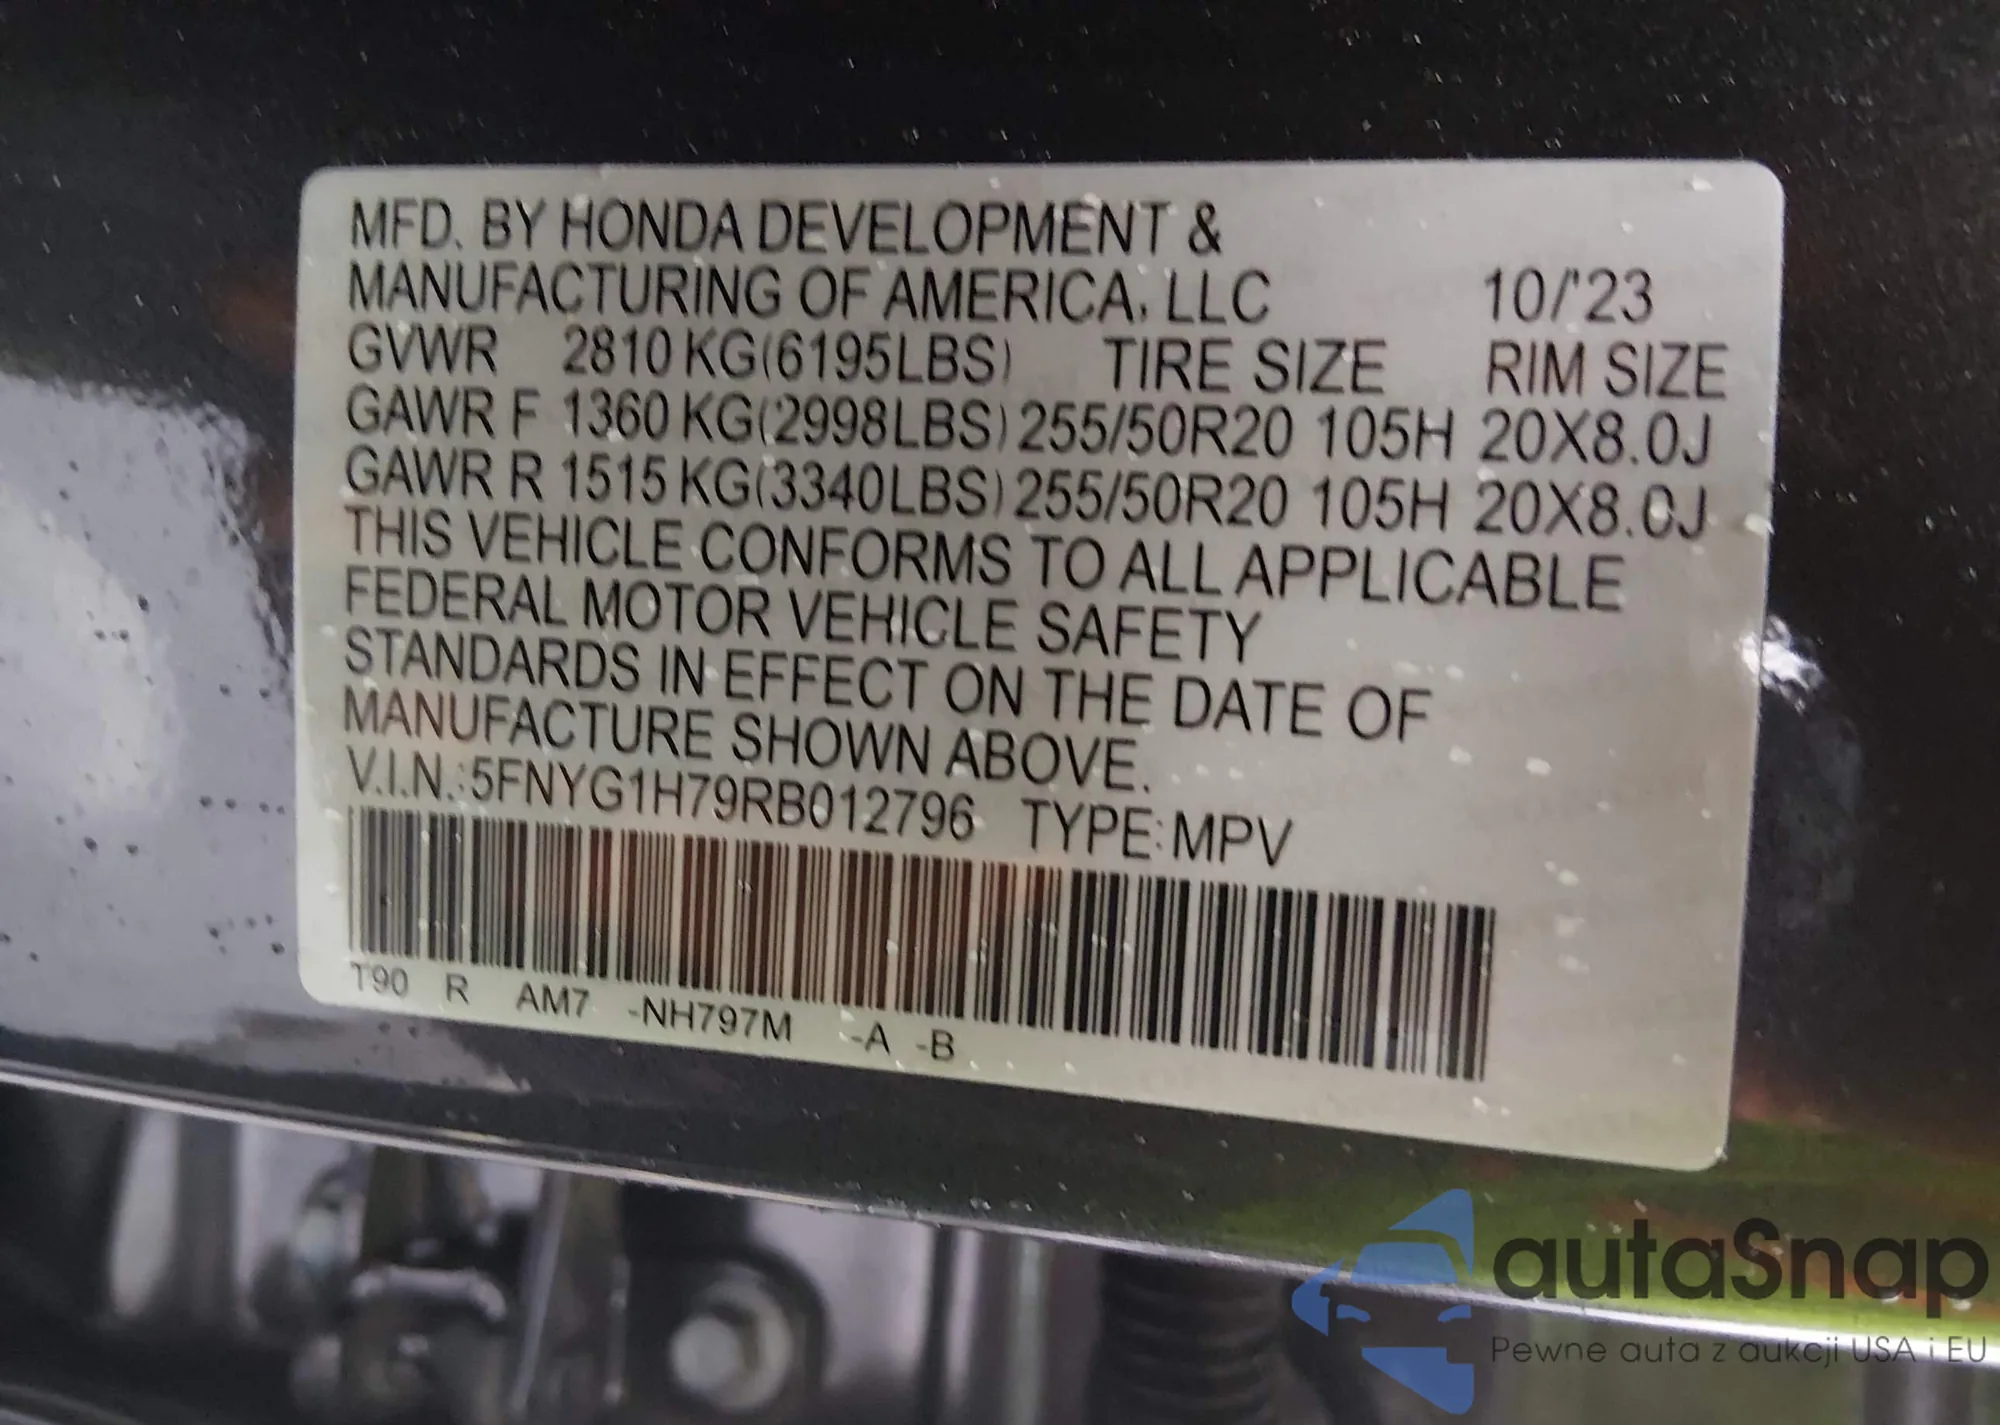 MFD. BY HONDA DEVELOPMENT &
MANUFACTURING OF AMERICA, LLC 10/'23
GVWR 2810 KG(6195LBS) TIRE SIZE RIM SIZE
GAWR F 1360 KG(2998LBS) 255/50R20 105H 20X8.0J
GAWR R 1515 KG(3340LBS) 255/50R20 105H 20X8.0J
THIS VEHICLE CONFORMS TO ALL APPLICABLE
FEDERAL MOTOR VEHICLE SAFETY
STANDARDS IN EFFECT ON THE DATE OF
MANUFACTURE SHOWN ABOVE.
V.I.N.:5FNYG1H79RB012796 TYPE:MPV
T90 R AM7 -NH797M -A -B
autaSnap
Pewne auta z aukcji USA i EU